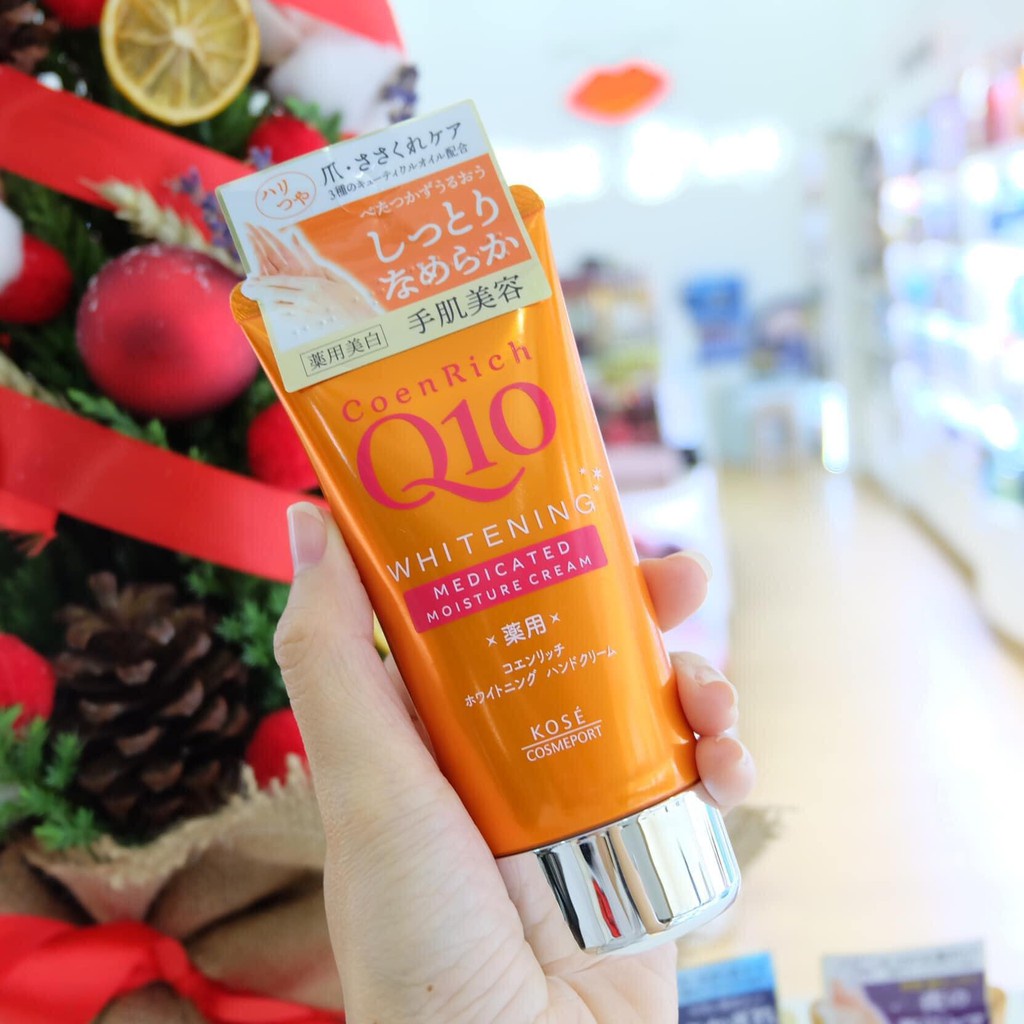 爪・ささくれケア
3種のキューティクルオイル配合
ハリ
つや
べたつかずうるおう
しっとり
なめらか
手肌美容
薬用美白
CoenRich
Q10
WHITENING
MEDICATED
MOISTURE CREAM
薬用
コエンリッチ
ホワイトニング ハンドクリーム
KOSÉ
COSMEPORT